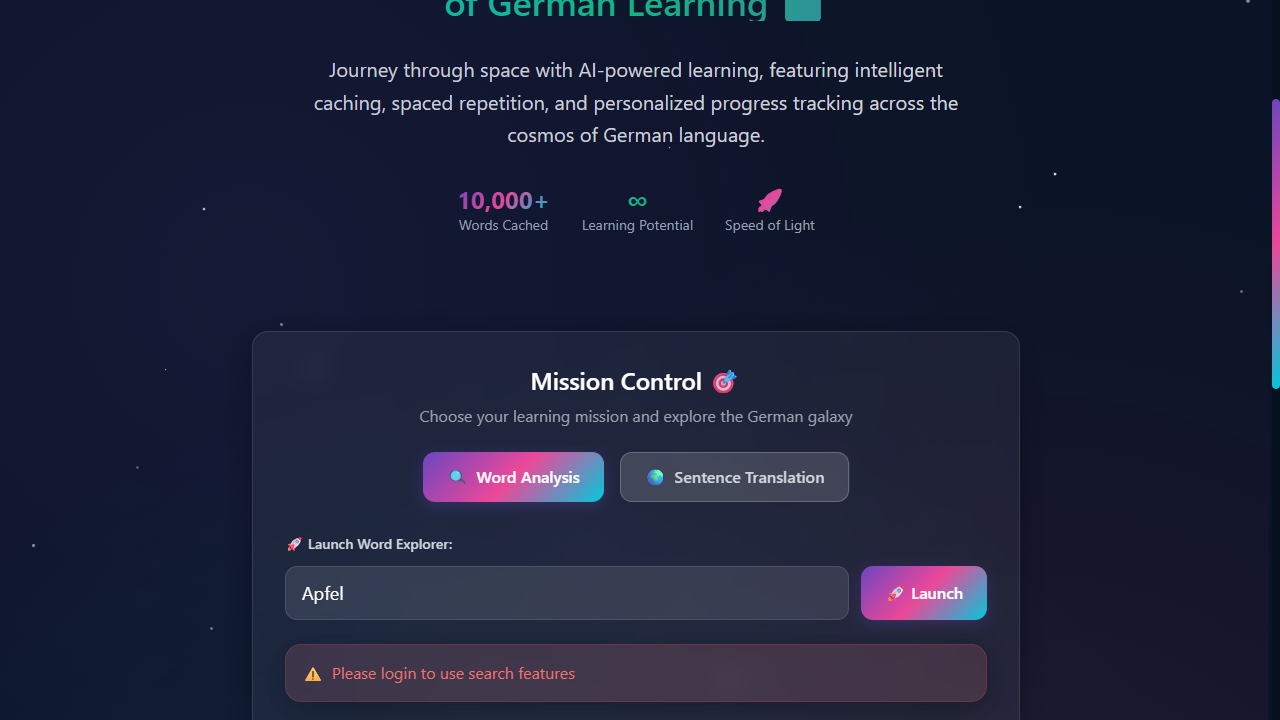 of German Learning
Journey through space with AI-powered learning, featuring intelligent
caching, spaced repetition, and personalized progress tracking across the
cosmos of German language.
10,000+
∞
Words Cached
Learning Potential
Speed of Light
Mission Control 🎯
Choose your learning mission and explore the German galaxy
🔍 Word Analysis
🌍 Sentence Translation
🚀 Launch Word Explorer:
Apfel
🚀 Launch
⚠️ Please login to use search features